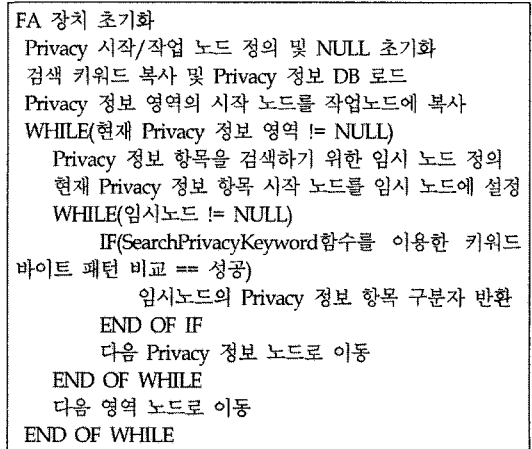 FA 장치 초기화
Privacy 시작/작업 노드 정의 및 NULL 초기화
검색 키워드 복사 및 Privacy 정보 DB 로드
Privacy 정보 영역의 시작 노드를 작업노드에 복사
WHILE(현재 Privacy 정보 영역 != NULL)
Privacy 정보 항목을 검색하기 위한 임시 노드 정의
현재 Privacy 정보 항목 시작 노드를 임시 노드에 설정
WHILE(임시노드 != NULL)
IF(SearchPrivacyKeyword함수를 이용한 키워드
바이트 패턴 비교 == 성공)
임시노드의 Privacy 정보 항목 구분자 반환
END OF IF
다음 Privacy 정보 노드로 이동
END OF WHILE
다음 영역 노드로 이동
END OF WHILE